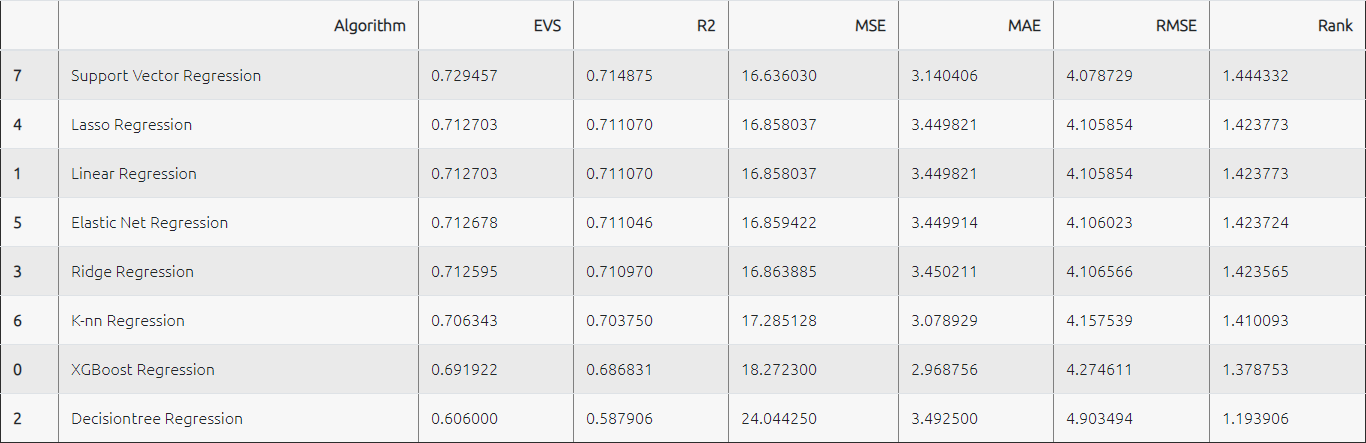 Algorithm EVS R2 MSE MAE RMSE Rank
7 Support Vector Regression 0.729457 0.714875 16.636030 3.140406 4.078729 1.444332
4 Lasso Regression 0.712703 0.711070 16.858037 3.449821 4.105854 1.423773
1 Linear Regression 0.712703 0.711070 16.858037 3.449821 4.105854 1.423773
5 Elastic Net Regression 0.712678 0.711046 16.859422 3.449914 4.106023 1.423724
3 Ridge Regression 0.712595 0.710970 16.863885 3.450211 4.106566 1.423565
6 K-nn Regression 0.706343 0.703750 17.285128 3.078929 4.157539 1.410093
0 XGBoost Regression 0.691922 0.686831 18.272300 2.968756 4.274611 1.378753
2 Decisiontree Regression 0.606000 0.587906 24.044250 3.492500 4.903494 1.193906